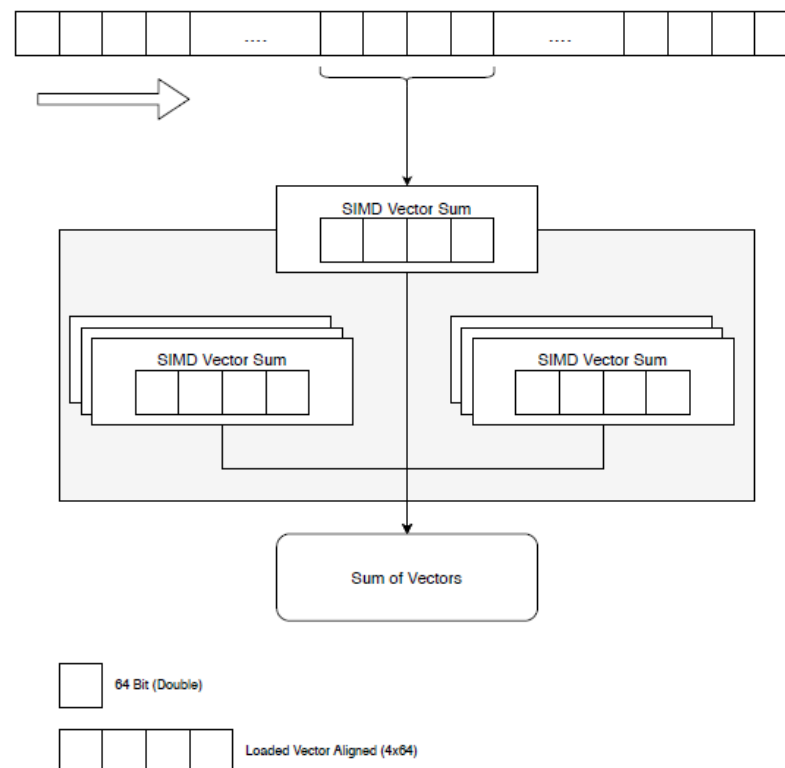 .... ....
SIMD Vector Sum
SIMD Vector Sum SIMD Vector Sum
Sum of Vectors
64 Bit (Double)
Loaded Vector Aligned (4x64)